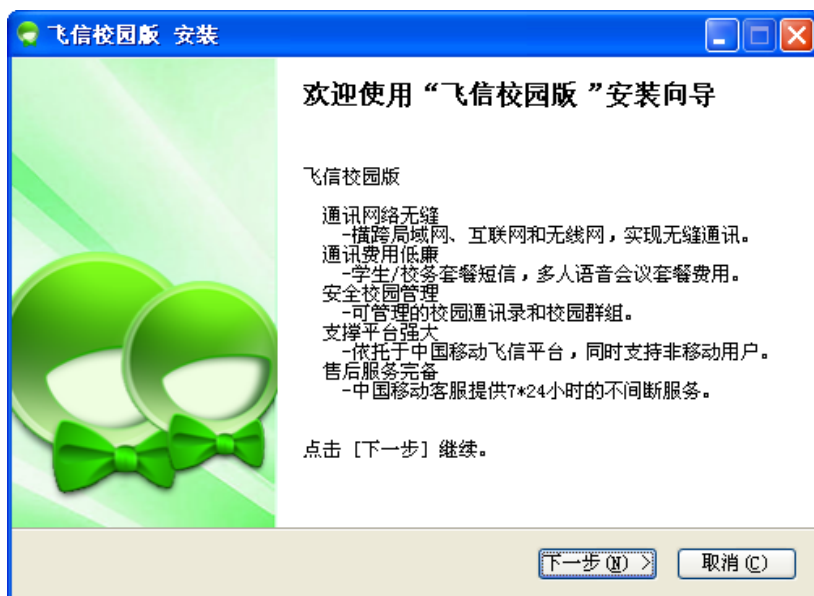 飞信校园版 安装
欢迎使用“飞信校园版 ”安装向导
飞信校园版
通讯网络无缝
-横跨局域网、互联网和无线网，实现无缝通讯。
通讯费用低廉
-学生/校务套餐短信，多人语音会议套餐费用。
安全校园管理
-可管理的校园通讯录和校园群组。
支撑平台强大
-依托于中国移动飞信平台，同时支持非移动用户。
售后服务完备
-中国移动客服提供7*24小时的不间断服务。
点击 [下一步] 继续。
下一步(N) >
取消(C)